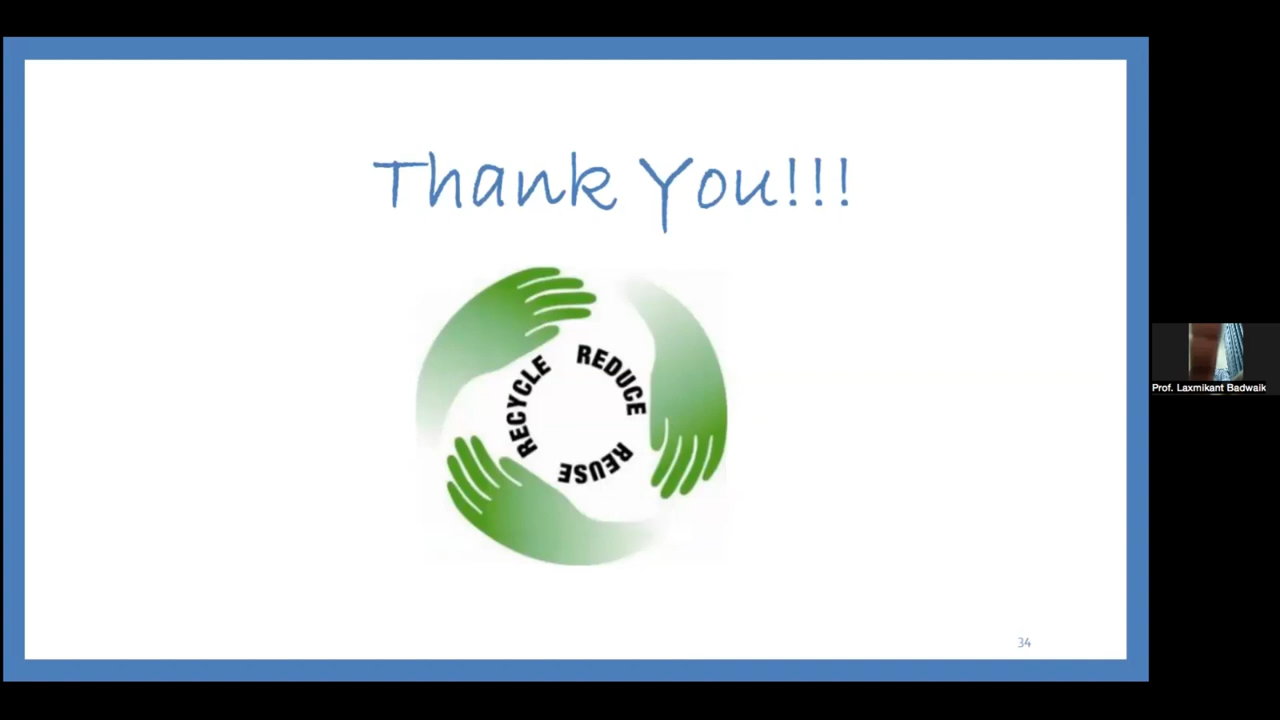 Thank You!!!
REDUCE
REUSE
RECYCLE
Prof. Laxmikant Badwaik
34